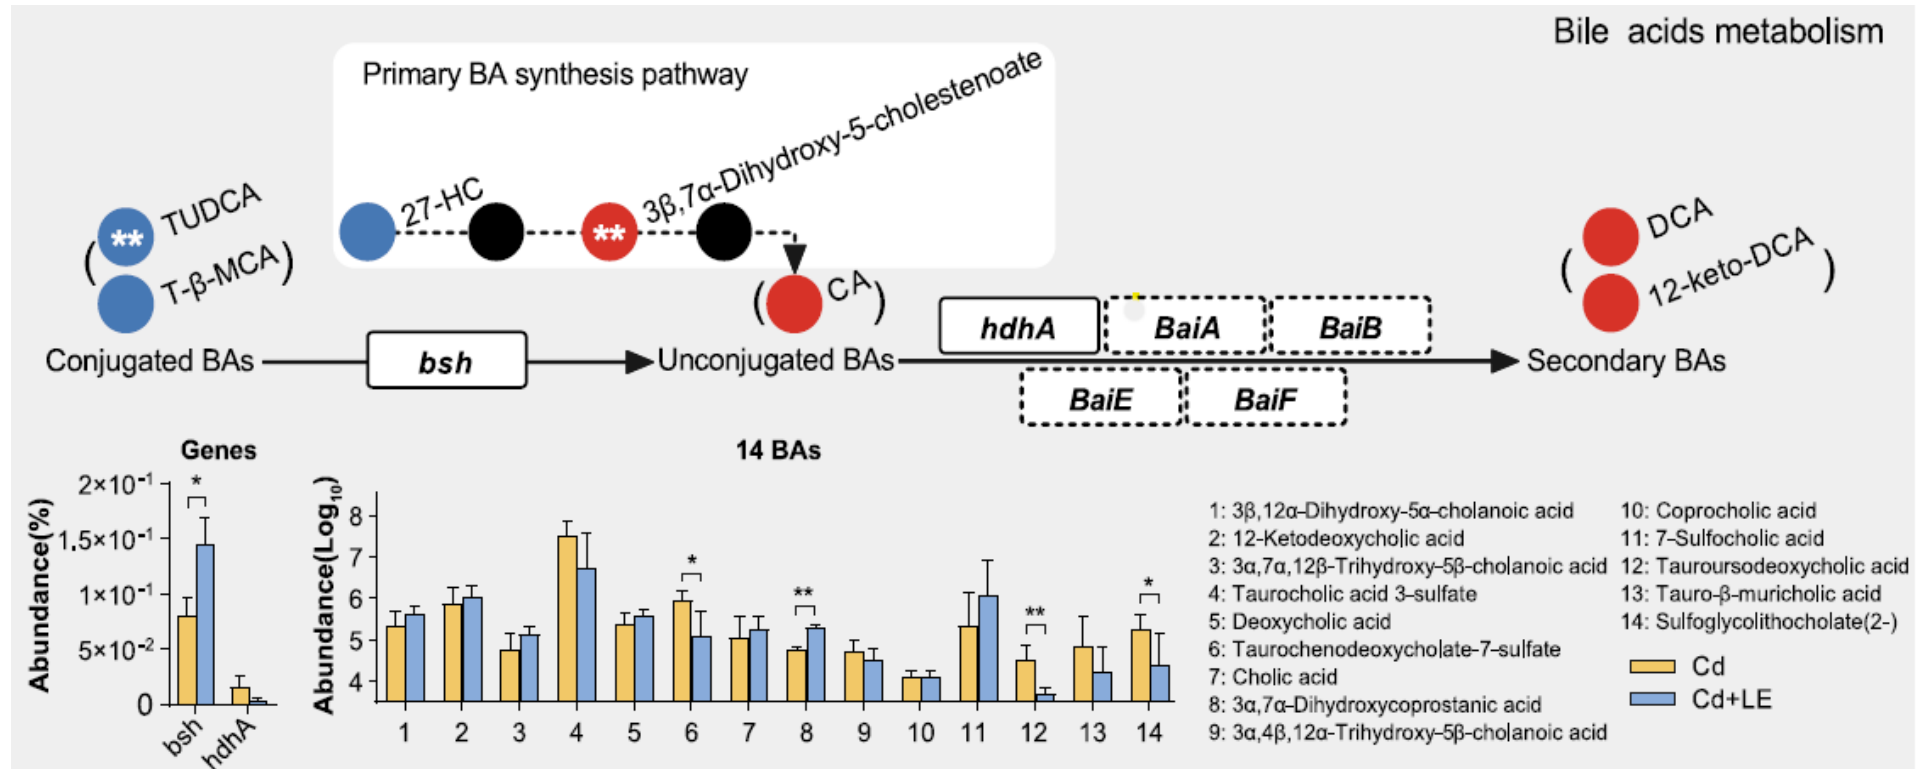 Bile acids metabolism
Primary BA synthesis pathway
27-HC
3β,7α-Dihydroxy-5-cholestenoate
** TUDCA
T-β-MCA
**
CA
DCA
12-keto-DCA
hdhA BaiA BaiB
Conjugated BAs bsh Unconjugated BAs Secondary BAs
BaiE BaiF
Genes
Abundance(%)
2×10⁻¹
1.5×10⁻¹
1×10⁻¹
5×10⁻²
0
*
bsh hdhA
14 BAs
Abundance(Log₁₀)
8
7
6
5
4
* ** ** *
1 2 3 4 5 6 7 8 9 10 11 12 13 14
1: 3β,12α-Dihydroxy-5α-cholanoic acid
2: 12-Ketodeoxycholic acid
3: 3α,7α,12β-Trihydroxy-5β-cholanoic acid
4: Taurocholic acid 3-sulfate
5: Deoxycholic acid
6: Taurochenodeoxycholate-7-sulfate
7: Cholic acid
8: 3α,7α-Dihydroxycoprostanic acid
9: 3α,4β,12α-Trihydroxy-5β-cholanoic acid
10: Coprocholic acid
11: 7-Sulfocholic acid
12: Tauroursodeoxycholic acid
13: Tauro-β-muricholic acid
14: Sulfoglycolithocholate(2-)
Cd
Cd+LE